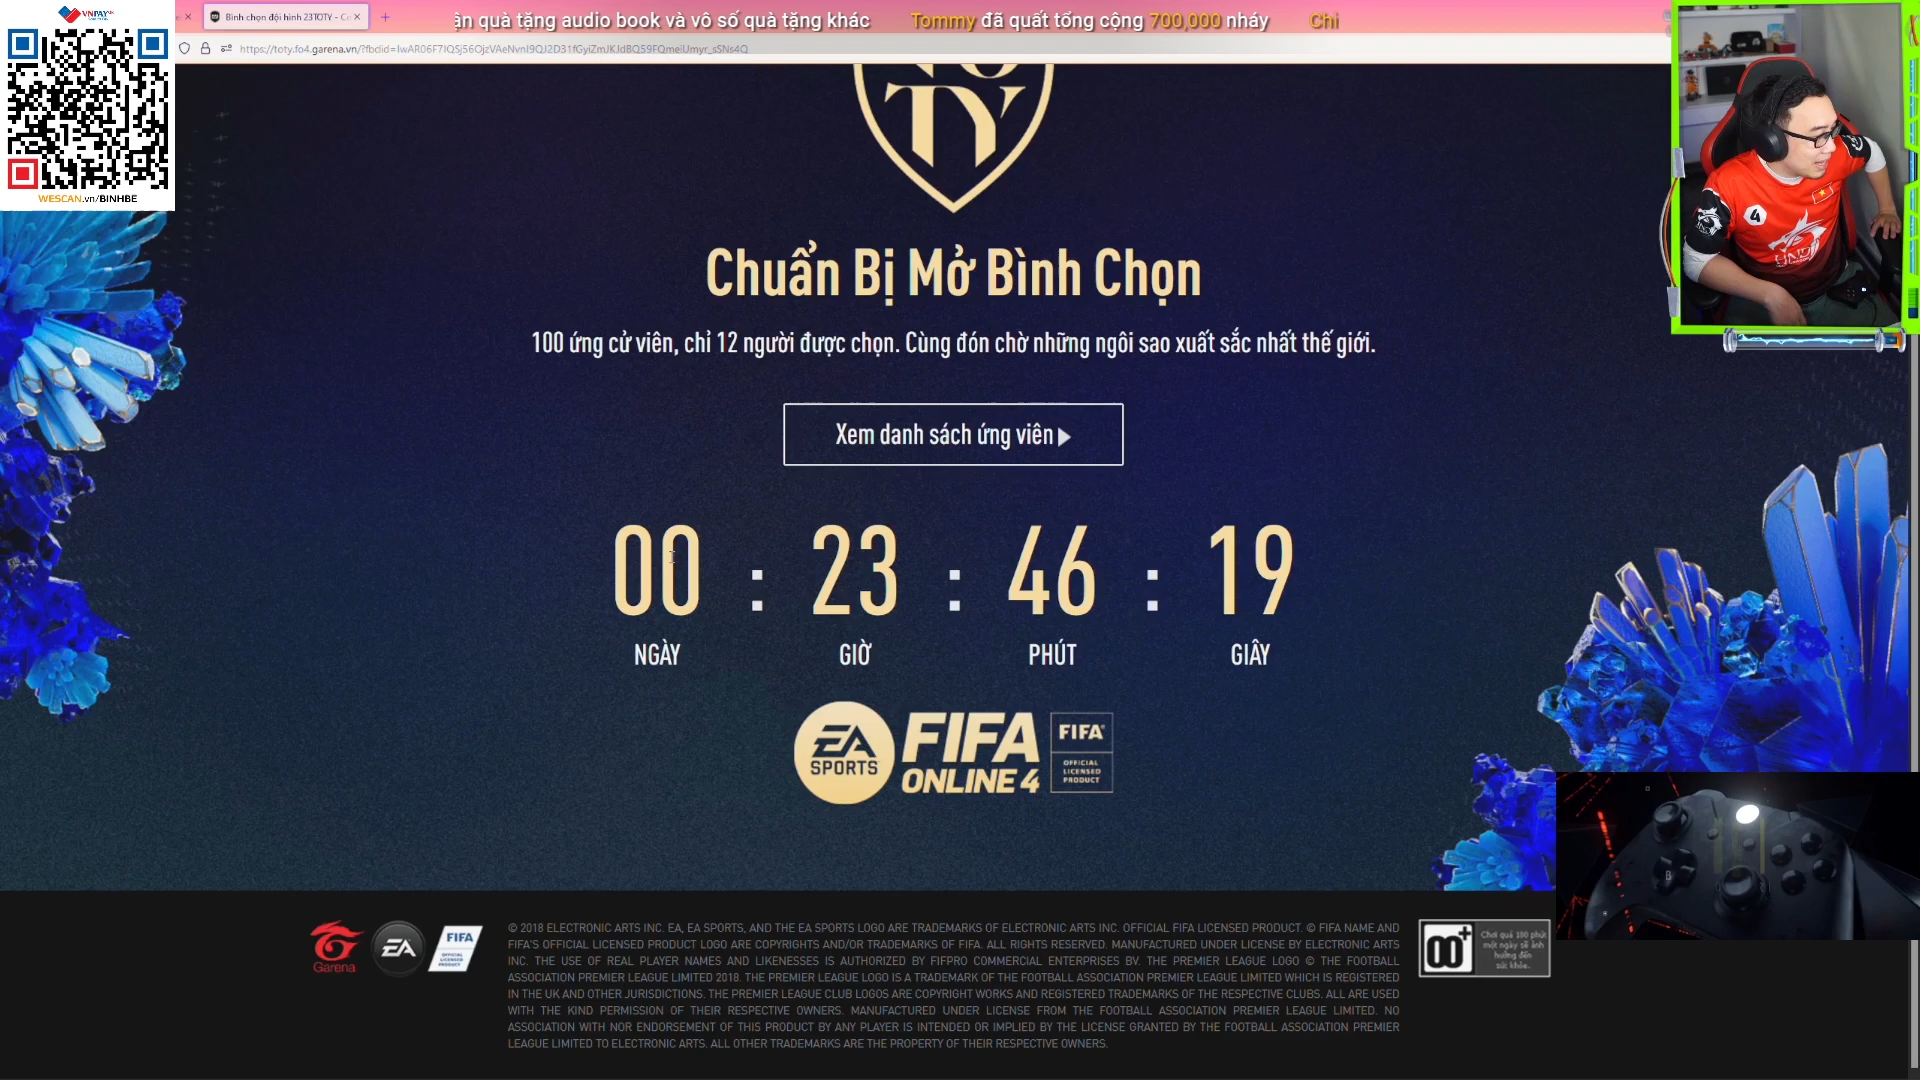 VNPAY
WESCAN.vn/BINHBE
Bình chọn đội hình 23TOTY - C
ần quà tặng audio book và vô số quà tặng khác Tommy đã quất tổng cộng 700,000 nháy Chi
TY
Chuẩn Bị Mở Bình Chọn
100 ứng cử viên, chỉ 12 người được chọn. Cùng đón chờ những ngôi sao xuất sắc nhất thế giới.
Xem danh sách ứng viên
00 : 23 : 46 : 19
NGÀY GIỜ PHÚT GIÂY
EA SPORTS
FIFA ONLINE 4
FIFA
OFFICIAL
LICENSED
PRODUCT
4
Garena
EA
FIFA
© 2018 ELECTRONIC ARTS INC. EA, EA SPORTS, AND THE EA SPORTS LOGO ARE TRADEMARKS OF ELECTRONIC ARTS INC. OFFICIAL FIFA LICENSED PRODUCT. © FIFA NAME AND
FIFA'S OFFICIAL LICENSED PRODUCT LOGO ARE COPYRIGHTS AND/OR TRADEMARKS OF FIFA. ALL RIGHTS RESERVED. MANUFACTURED UNDER LICENSE BY ELECTRONIC ARTS
INC. THE USE OF REAL PLAYER NAMES AND LIKENESSES IS AUTHORIZED BY FIFPRO COMMERCIAL ENTERPRISES BV. THE PREMIER LEAGUE LOGO © THE FOOTBALL
ASSOCIATION PREMIER LEAGUE LIMITED 2018. THE PREMIER LEAGUE LOGO IS A TRADEMARK OF THE FOOTBALL ASSOCIATION PREMIER LEAGUE LIMITED WHICH IS REGISTERED
IN THE UK AND OTHER JURISDICTIONS. THE PREMIER LEAGUE CLUB LOGOS ARE COPYRIGHT WORKS AND REGISTERED TRADEMARKS OF THE RESPECTIVE CLUBS. ALL ARE USED
WITH THE KIND PERMISSION OF THEIR RESPECTIVE OWNERS. MANUFACTURED UNDER LICENSE FROM THE FOOTBALL ASSOCIATION PREMIER LEAGUE LIMITED. NO
ASSOCIATION WITH NOR ENDORSEMENT OF THIS PRODUCT BY ANY PLAYER IS INTENDED OR IMPLIED BY THE LICENSE GRANTED BY THE FOOTBALL ASSOCIATION PREMIER
LEAGUE LIMITED TO ELECTRONIC ARTS. ALL OTHER TRADEMARKS ARE THE PROPERTY OF THEIR RESPECTIVE OWNERS.
Chơi quá 180 phút
một ngày sẽ ảnh
hưởng đến
sức khỏe.